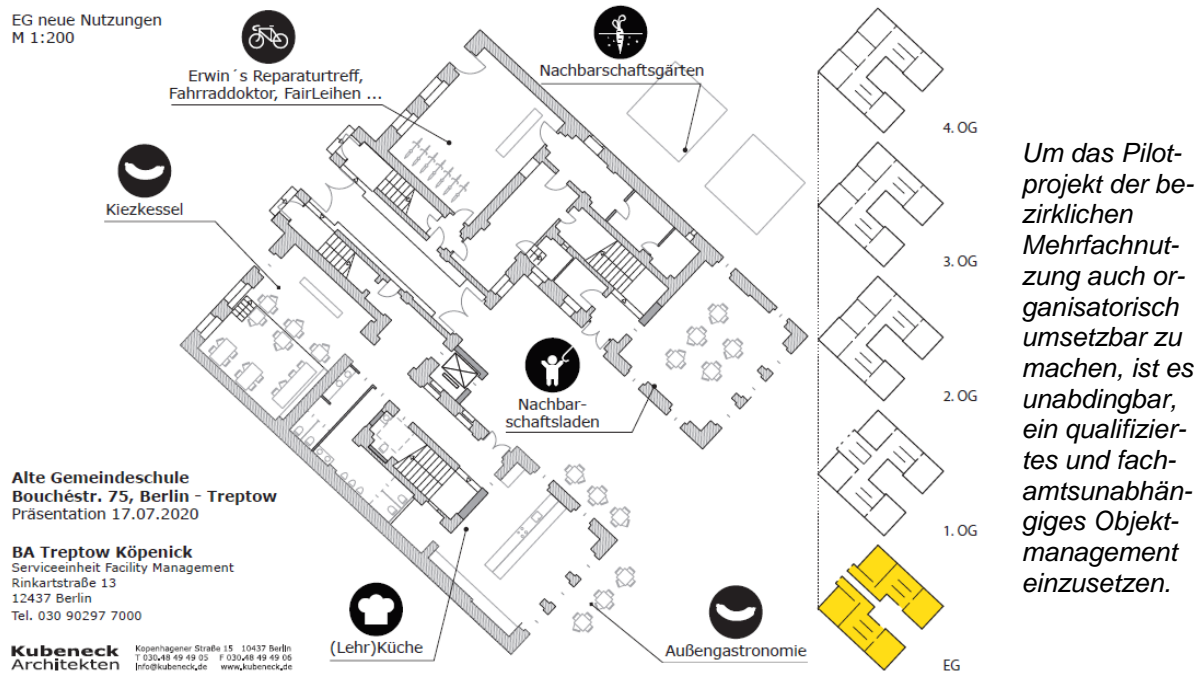 EG neue Nutzungen
M 1:200
Erwin ´s Reparaturtreff,
Fahrraddoktor, FairLeihen ...
Nachbarschaftsgärten
Kiezkessel
Nachbar-
schaftsladen
Alte Gemeindeschule
Bouchéstr. 75, Berlin - Treptow
Präsentation 17.07.2020
BA Treptow Köpenick
Serviceeinheit Facility Management
Rinkartstraße 13
12437 Berlin
Tel. 030 90297 7000
Kubeneck
Architekten
Kopenhagener Straße 15 10437 Berlin
T 030.48 49 49 05 F 030.48 49 49 06
info@kubeneck.de www.kubeneck.de
(Lehr)Küche
Außengastronomie
4. OG
3. OG
2. OG
1. OG
EG
Um das Pilot-
projekt der be-
zirklichen
Mehrfachnut-
zung auch or-
ganisatorisch
umsetzbar zu
machen, ist es
unabdingbar,
ein qualifizier-
tes und fach-
amtsunabhän-
giges Objekt-
management
einzusetzen.